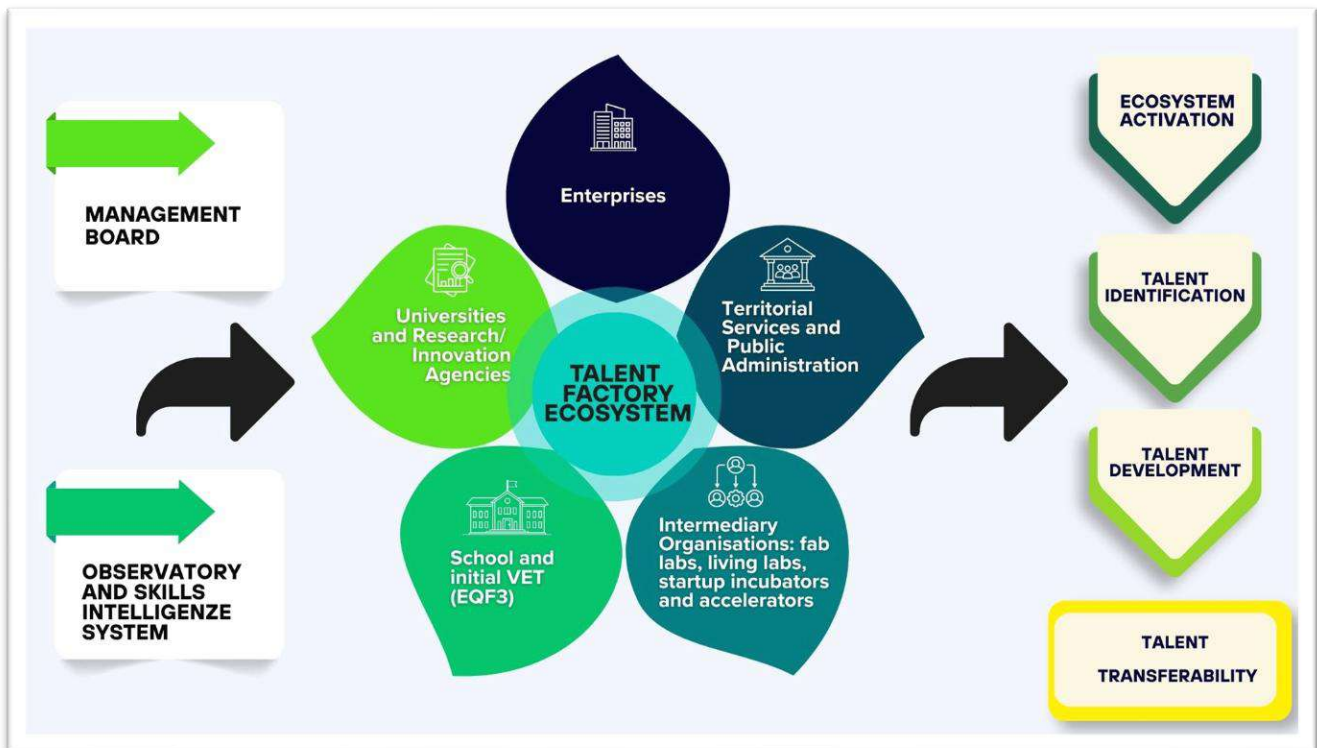 MANAGEMENT
BOARD
OBSERVATORY
AND SKILLS
INTELLIGENZE
SYSTEM
Enterprises
Universities
and Research/
Innovation
Agencies
Territorial
Services and
Public
Administration
TALENT
FACTORY
ECOSYSTEM
School and
initial VET
(EQF3)
Intermediary
Organisations: fab
labs, living labs,
startup incubators
and accelerators
ECOSYSTEM
ACTIVATION
TALENT
IDENTIFICATION
TALENT
DEVELOPMENT
TALENT
TRANSFERABILITY